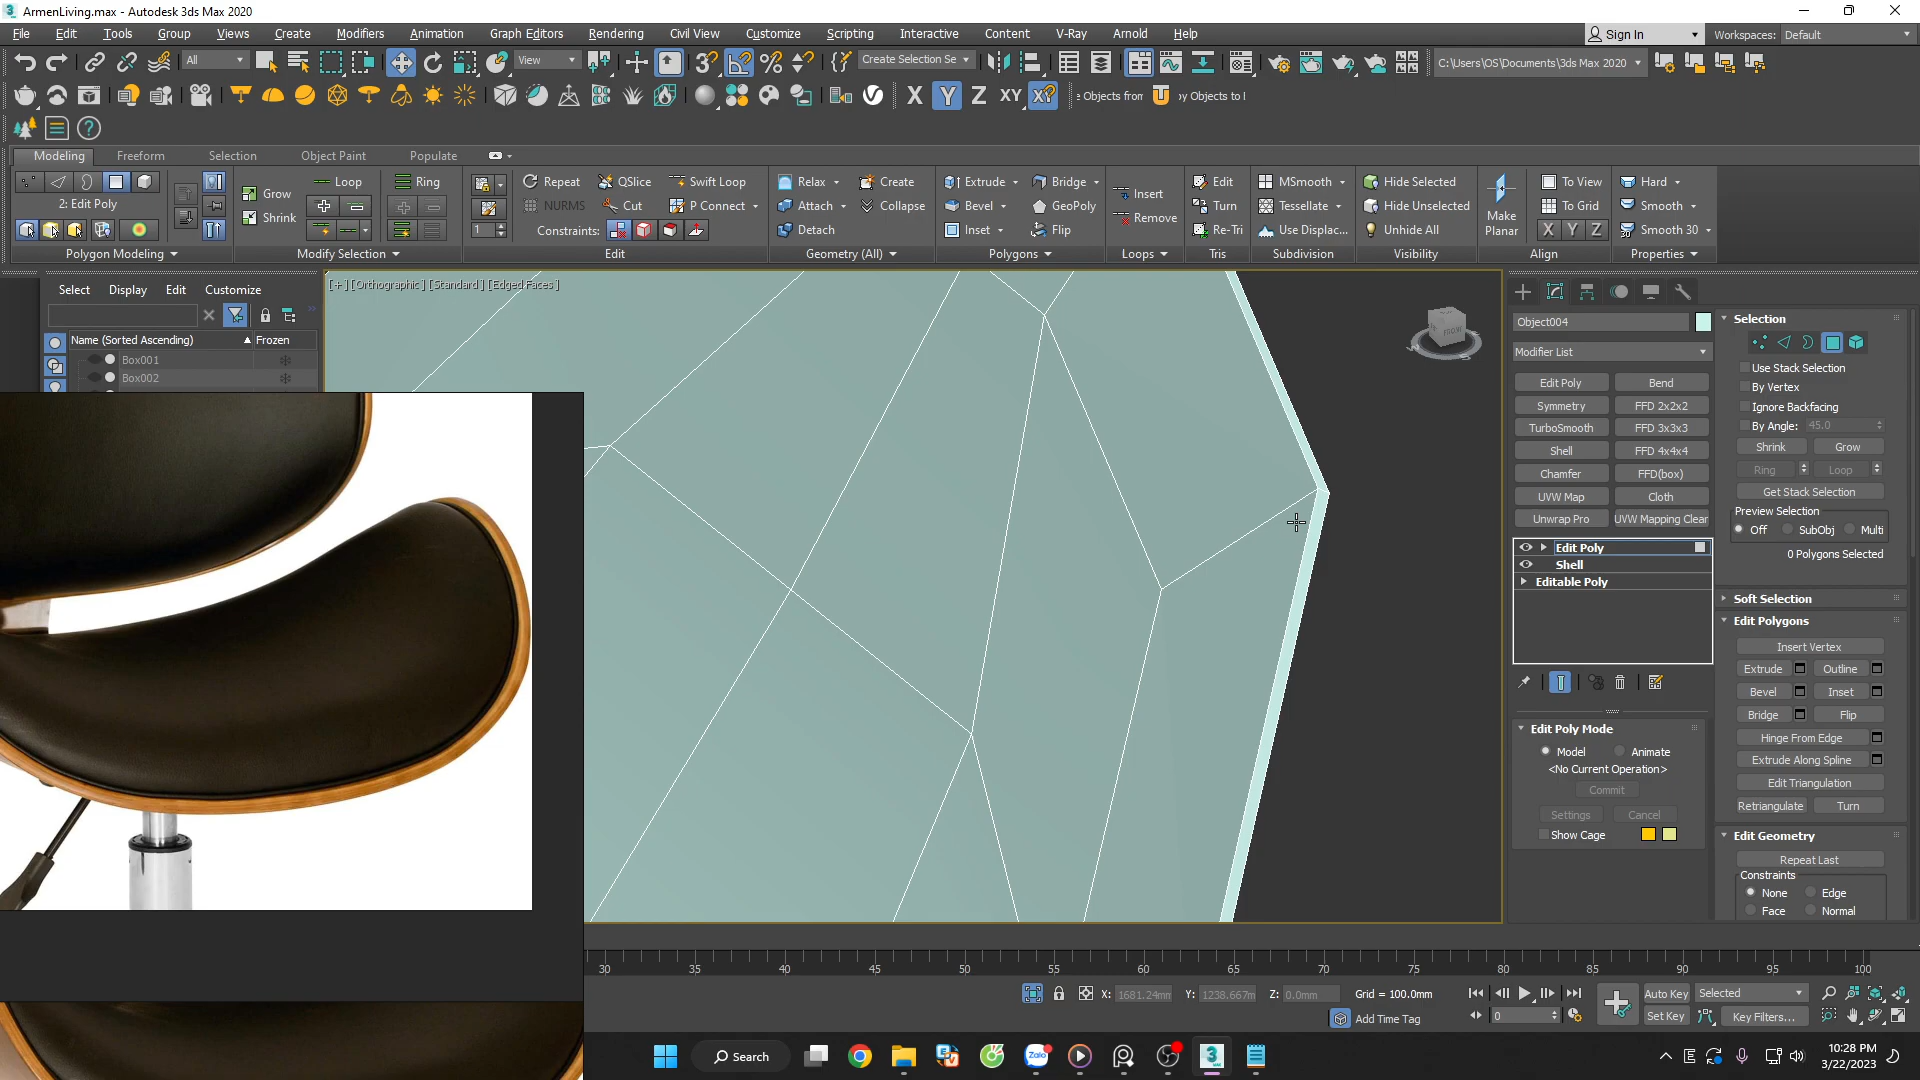 ArmenLiving.max - Autodesk 3ds Max 2020
File Edit Tools Group Views Create Modifiers Animation Graph Editors Rendering Civil View Customize Scripting Interactive Content V-Ray Arnold Help
Sign In
Workspaces: Default
All
View
Create Selection Se
C:\Users\OS\Documents\3ds Max 2020
X Y Z XY
e Objects from
y Objects to l
Modeling Freeform Selection Object Paint Populate
2: Edit Poly
Polygon Modeling
Grow
Shrink
Loop
Ring
1
Modify Selection
Repeat QSlice Swift Loop
NURMS Cut P Connect
Constraints:
Edit
Relax Create
Attach Collapse
Detach
Geometry (All)
Extrude Bridge
Bevel GeoPoly
Inset Flip
Polygons
Insert
Remove
Loops
Edit
Turn
Re-Tri
Tris
MSmooth
Tessellate
Use Displac...
Subdivision
Hide Selected
Hide Unselected
Unhide All
Visibility
Make
Planar
To View
To Grid
X Y Z
Align
Hard
Smooth
Smooth 30
Properties
Select Display Edit Customize
Name (Sorted Ascending) Frozen
Box001
Box002
[+] [Orthographic] [Standard] [Edged Faces]
FRONT
Object004
Modifier List
Edit Poly Bend
Symmetry FFD 2x2x2
TurboSmooth FFD 3x3x3
Shell FFD 4x4x4
Chamfer FFD(box)
UVW Map Cloth
Unwrap Pro UVW Mapping Clear
Edit Poly
Shell
Editable Poly
Edit Poly Mode
Model Animate
<No Current Operation>
Commit
Settings Cancel
Show Cage
Selection
Use Stack Selection
By Vertex
Ignore Backfacing
By Angle: 45.0
Shrink Grow
Ring Loop
Get Stack Selection
Preview Selection
Off SubObj Multi
0 Polygons Selected
Soft Selection
Edit Polygons
Insert Vertex
Extrude Outline
Bevel Inset
Bridge Flip
Hinge From Edge
Extrude Along Spline
Edit Triangulation
Retriangulate Turn
Edit Geometry
Repeat Last
Constraints
None Edge
Face Normal
30 35 40 45 50 55 60 65 70 75 80 85 90 95 100
X: 1681.24mm Y: 1238.667m Z: 0.0mm Grid = 100.0mm
Add Time Tag
0
Auto Key Selected
Set Key Key Filters...
Search
Zalo
3
E
10:28 PM
3/22/2023